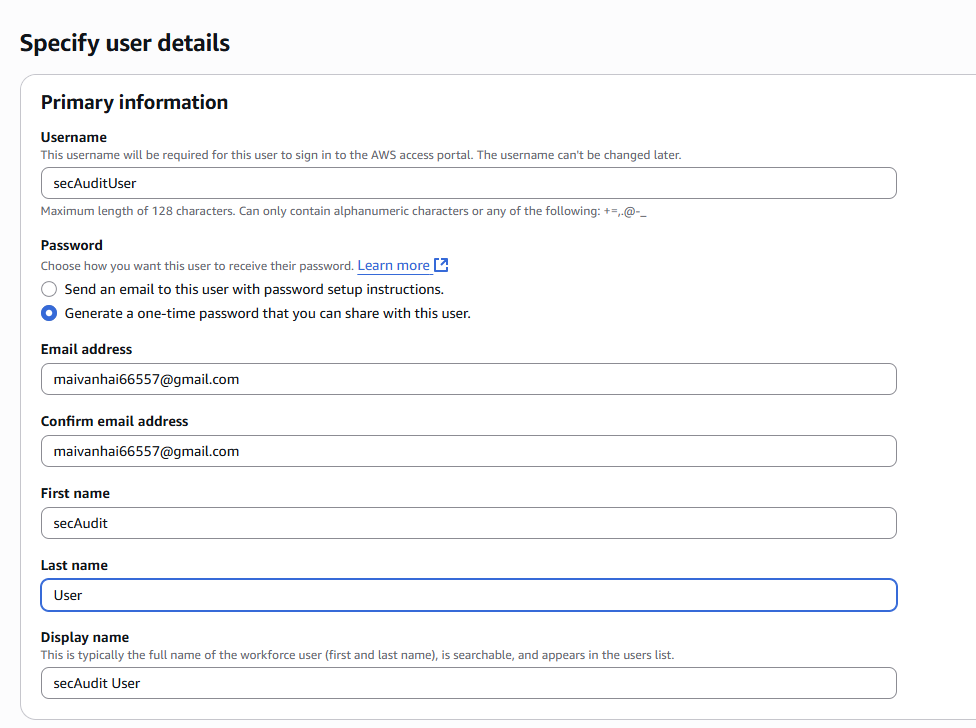 Specify user details
Primary information
Username
This username will be required for this user to sign in to the AWS access portal. The username can't be changed later.
secAuditUser
Maximum length of 128 characters. Can only contain alphanumeric characters or any of the following: +=,.@-_
Password
Choose how you want this user to receive their password. Learn more
Send an email to this user with password setup instructions.
Generate a one-time password that you can share with this user.
Email address
maivanhai66557@gmail.com
Confirm email address
maivanhai66557@gmail.com
First name
secAudit
Last name
User
Display name
This is typically the full name of the workforce user (first and last name), is searchable, and appears in the users list.
secAudit User